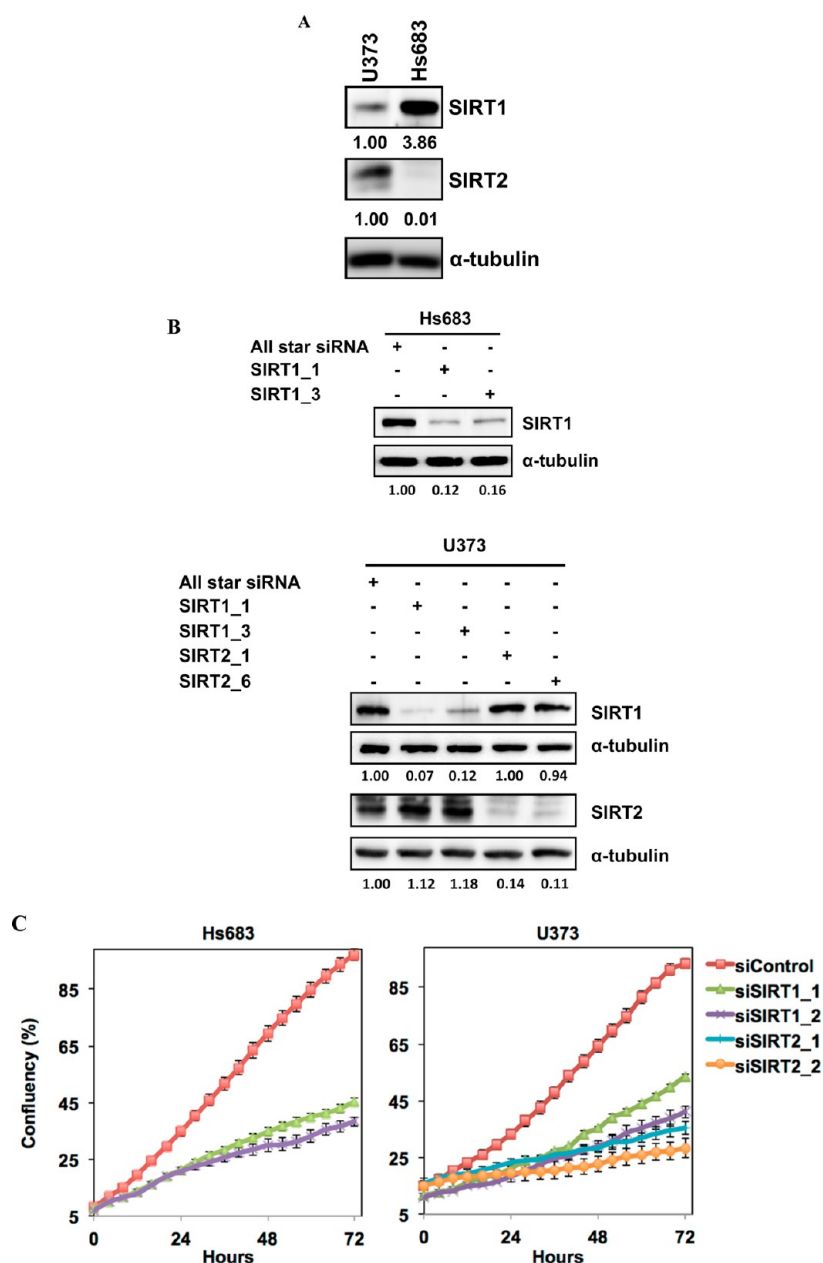 A
U373 Hs683
SIRT1
1.00 3.86
SIRT2
1.00 0.01
α-tubulin
B
Hs683
All star siRNA + - -
SIRT1_1 - + -
SIRT1_3 - - +
SIRT1
α-tubulin
1.00 0.12 0.16
U373
All star siRNA + - - - -
SIRT1_1 - + - - -
SIRT1_3 - - + - -
SIRT2_1 - - - + -
SIRT2_6 - - - - +
SIRT1
α-tubulin
1.00 0.07 0.12 1.00 0.94
SIRT2
α-tubulin
1.00 1.12 1.18 0.14 0.11
C
Hs683
Confluency (%)
85
65
45
25
5
0 24 48 72
Hours
U373
85
65
45
25
5
0 24 48 72
Hours
siControl
siSIRT1_1
siSIRT1_2
siSIRT2_1
siSIRT2_2